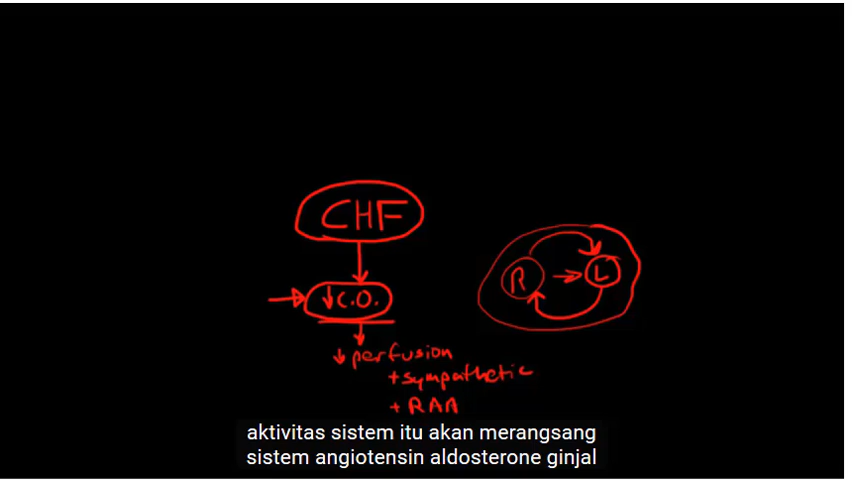 CHF
↓C.O.
R → L
↓ perfusion
+ sympathetic
+ RAA
aktivitas sistem itu akan merangsang
sistem angiotensin aldosterone ginjal